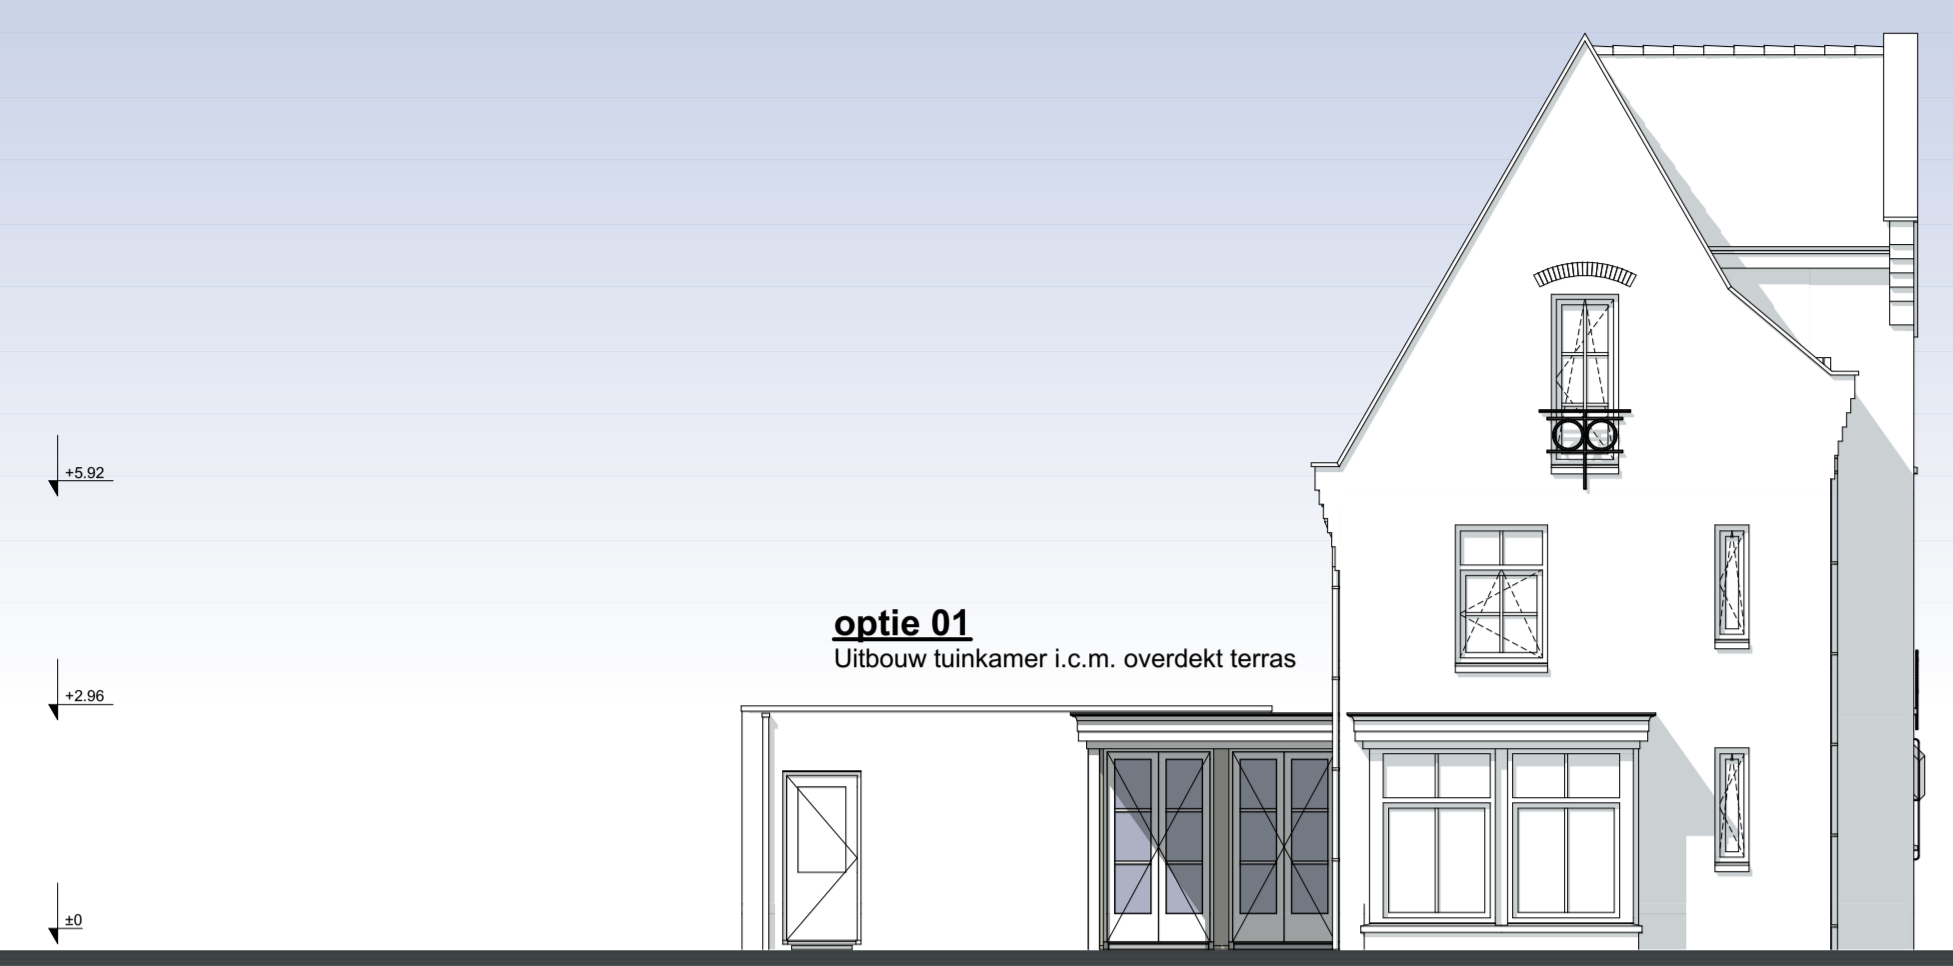 +5.92
optie 01
Uitbouw tuinkamer i.c.m. overdekt terras
+2.96
±0